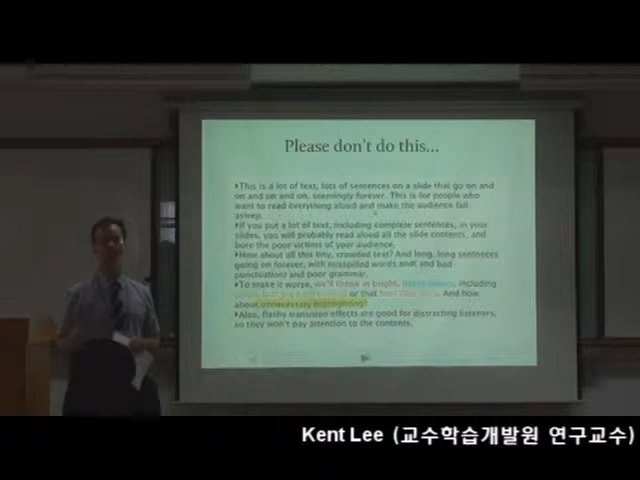 Please don't do this...
‣This is a lot of text, lots of sentences on a slide that go on and
on and on and on, seemingly forever. This is for people who
want to read everything aloud and make the audience fall
asleep.
‣If you put a lot of text, including complete sentences, in your
slides, you will probably read aloud all the slide contents, and
bore the poor victims of your audience.
‣How about all this tiny, crowded text? And long, long sentneces
going on forever, with misspilled words and( and bad
punctuation) and poor grammar.
‣To make it worse, we'll throw in bright, including
or that And how
about unnecessary highlighting?
‣Also, flashy transition effects are good for distracting listeners,
so they won't pay attention to the contents.
Kent Lee (교수학습개발원 연구교수)